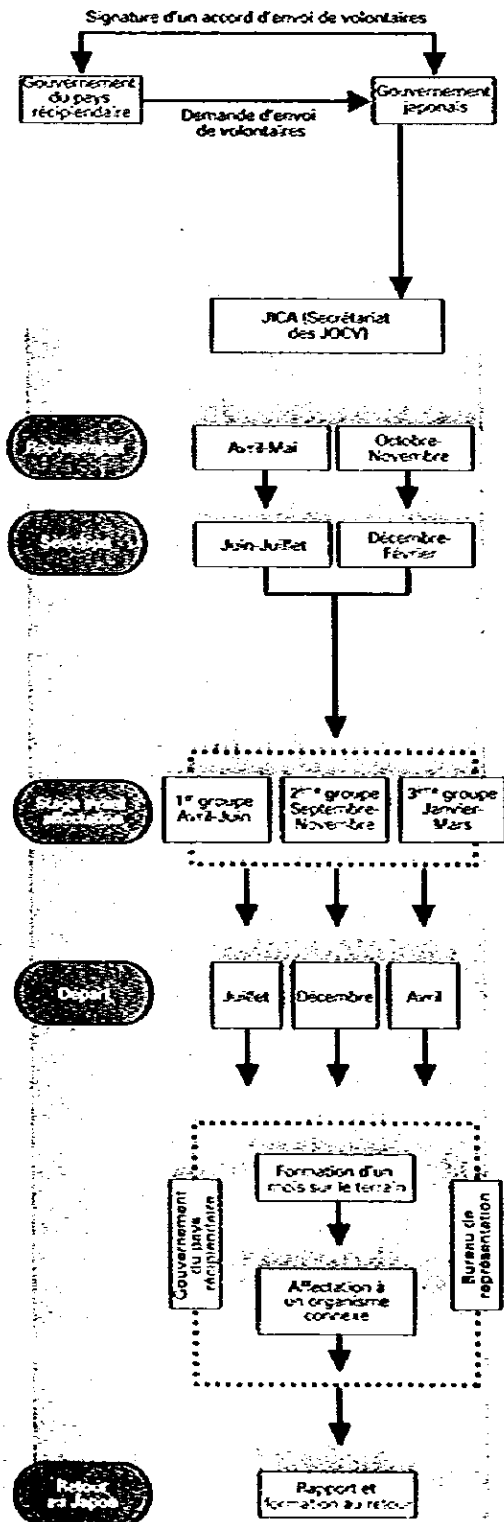 Signature d'un accord d'envoi de volontaires
Gouvernement
du pays
récipiendaire
Gouvernement
japonais
Demande d'envoi
de volontaires
JICA (Secrétariat
des JOCV)
Avril-Mai
Octobre-
Novembre
Juin-Juillet
Décembre-
Février
1er groupe
Avril-Juin
2ème groupe
Septembre-
Novembre
3ème groupe
Janvier-
Mars
Départ
Juillet
Décembre
Avril
Gouvernement
du pays
récipiendaire
Formation d'un
mois sur le terrain
Affectation à
un organisme
connexe
Bureau de
représentation
Retour
au Japon
Rapport et
formation au retour